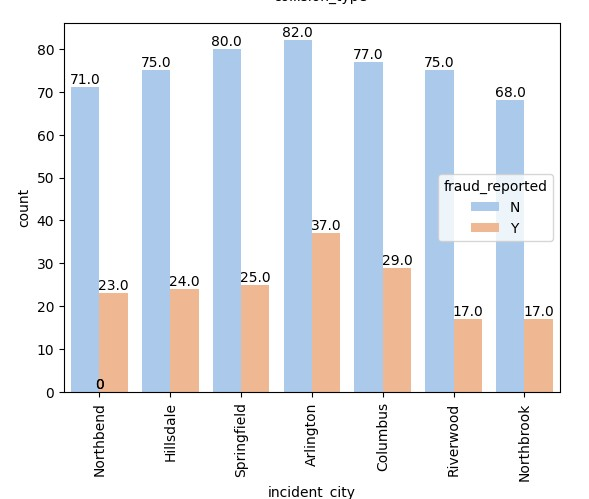 collision_type
82.0
80.0
77.0
75.0
75.0
71.0
68.0
37.0
29.0
25.0
24.0
23.0
17.0
17.0
0
80
70
60
50
40
30
20
10
0
count
fraud_reported
N
Y
Northbend
Hillsdale
Springfield
Arlington
Columbus
Riverwood
Northbrook
incident_city